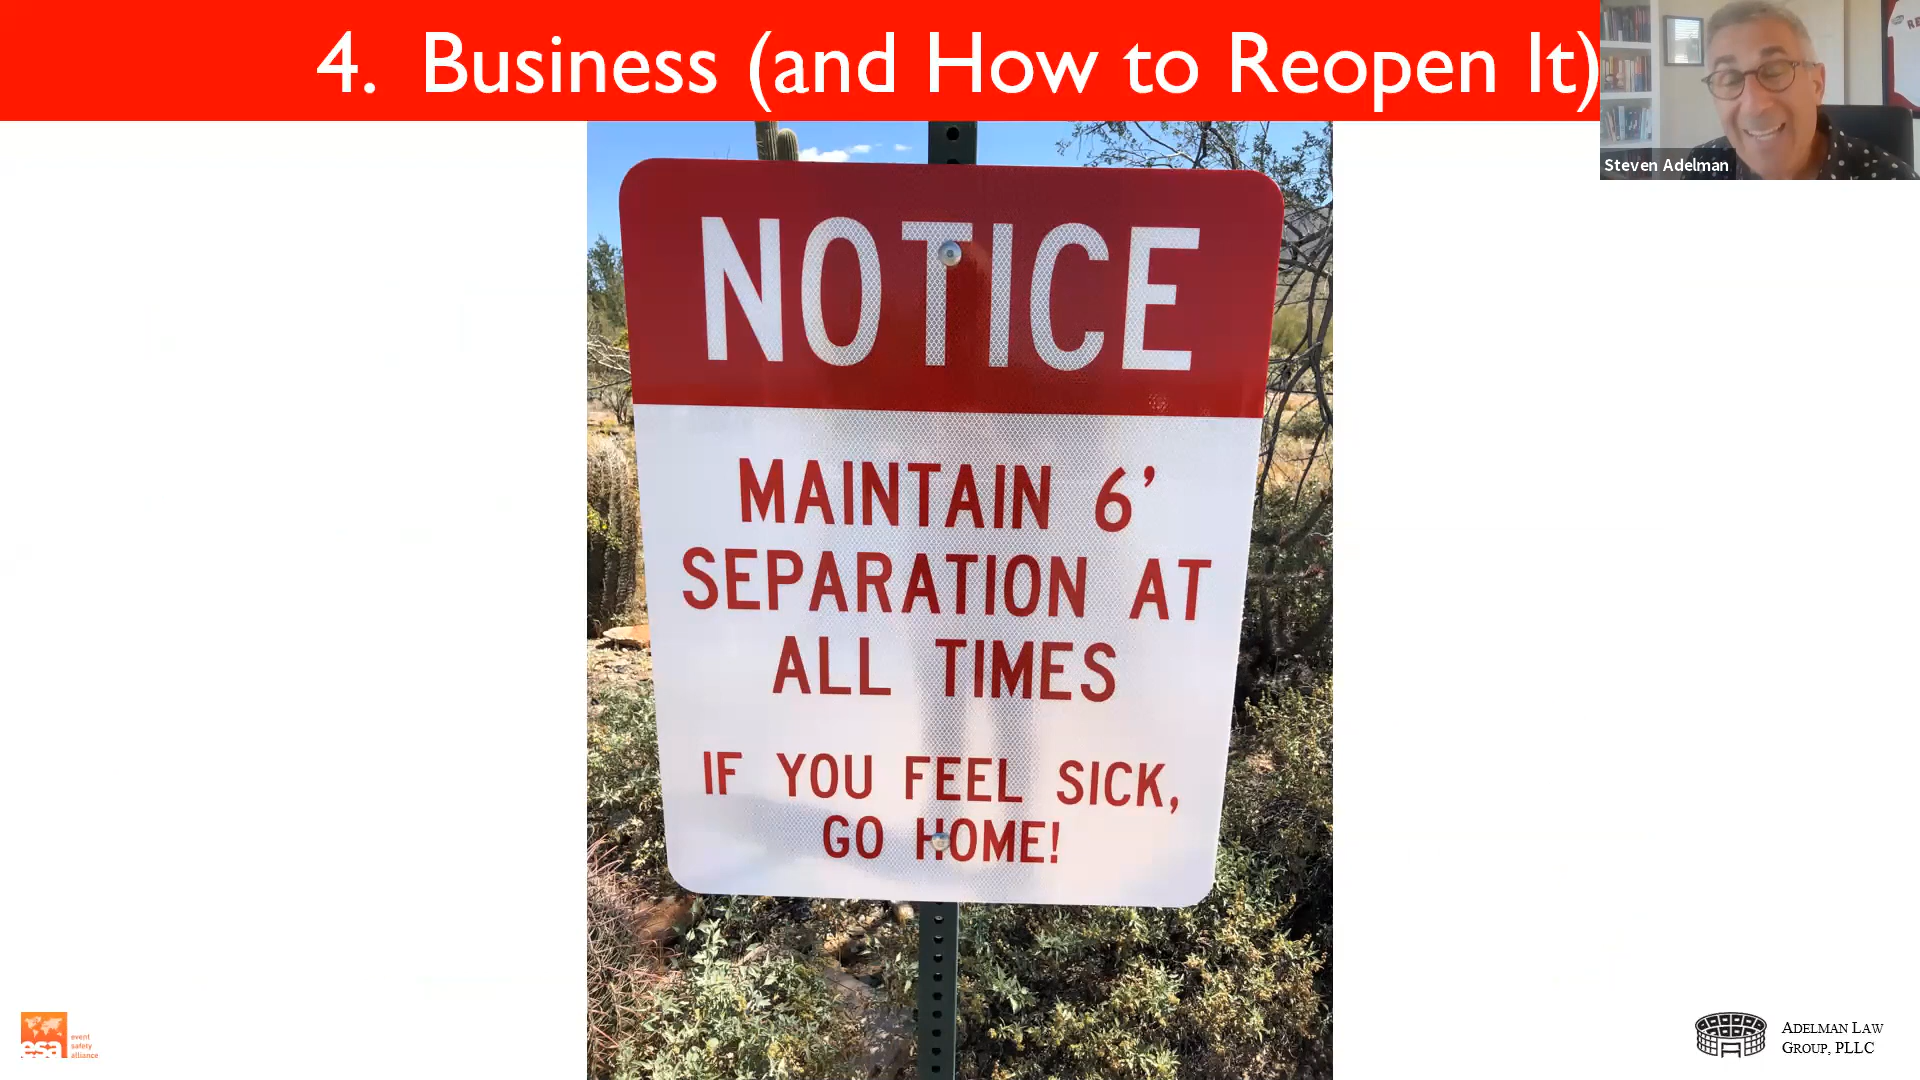 4. Business (and How to Reopen It)
Steven Adelman
NOTICE
MAINTAIN 6'
SEPARATION AT
ALL TIMES
IF YOU FEEL SICK,
GO HOME!
esa
event
safety
alliance
ADELMAN LAW
GROUP, PLLC